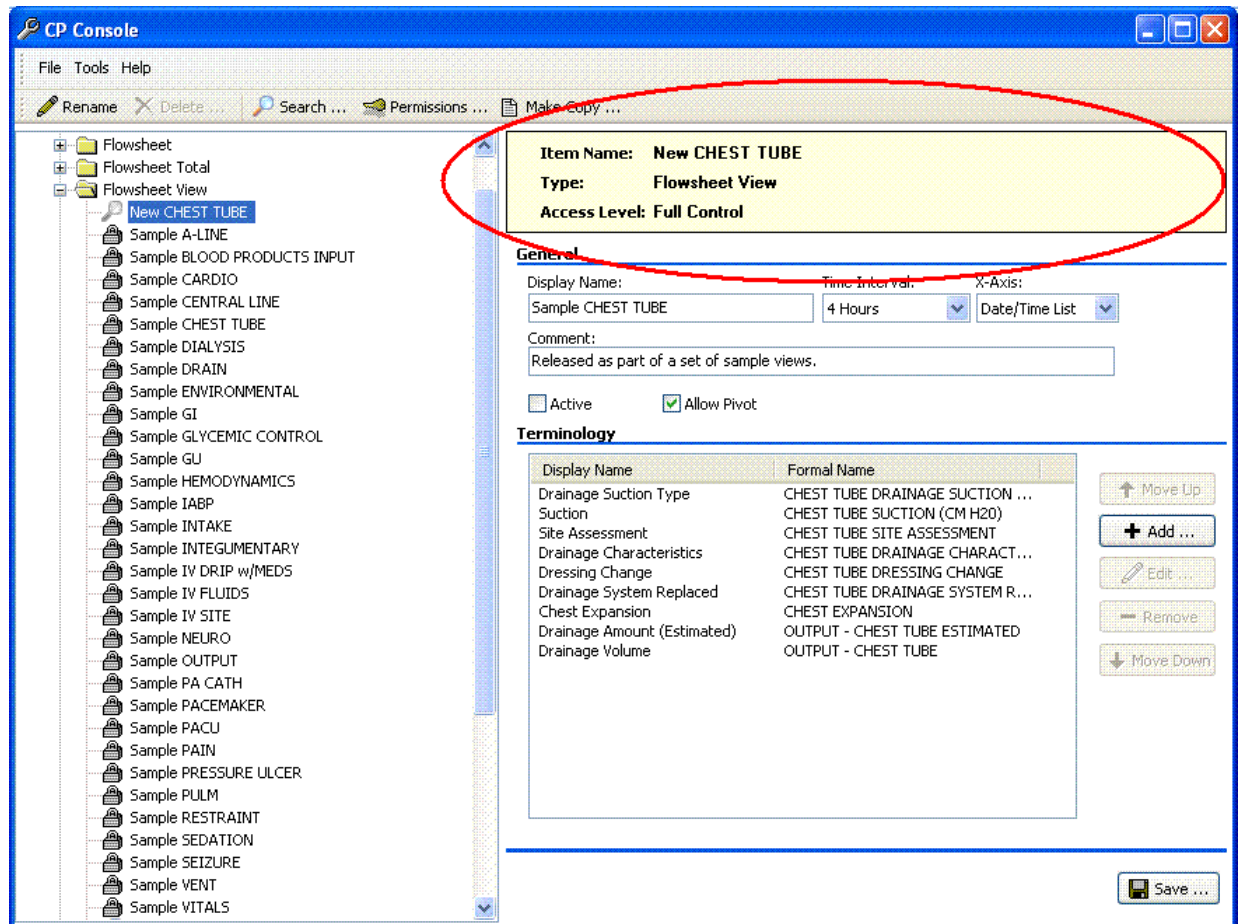 CP Console
File Tools Help
Rename Delete ... Search ... Permissions ... Make Copy ...
Flowsheet
Flowsheet Total
Flowsheet View
New CHEST TUBE
Sample A-LINE
Sample BLOOD PRODUCTS INPUT
Sample CARDIO
Sample CENTRAL LINE
Sample CHEST TUBE
Sample DIALYSIS
Sample DRAIN
Sample ENVIRONMENTAL
Sample GI
Sample GLYCEMIC CONTROL
Sample GU
Sample HEMODYNAMICS
Sample IABP
Sample INTAKE
Sample INTEGUMENTARY
Sample IV DRIP w/MEDS
Sample IV FLUIDS
Sample IV SITE
Sample NEURO
Sample OUTPUT
Sample PA CATH
Sample PACEMAKER
Sample PACU
Sample PAIN
Sample PRESSURE ULCER
Sample PULM
Sample RESTRAINT
Sample SEDATION
Sample SEIZURE
Sample VENT
Sample VITALS
Item Name: New CHEST TUBE
Type: Flowsheet View
Access Level: Full Control
General
Display Name: Time Interval: X-Axis:
Sample CHEST TUBE 4 Hours Date/Time List
Comment:
Released as part of a set of sample views.
Active Allow Pivot
Terminology
Display Name Formal Name
Drainage Suction Type CHEST TUBE DRAINAGE SUCTION ...
Suction CHEST TUBE SUCTION (CM H20)
Site Assessment CHEST TUBE SITE ASSESSMENT
Drainage Characteristics CHEST TUBE DRAINAGE CHARACT...
Dressing Change CHEST TUBE DRESSING CHANGE
Drainage System Replaced CHEST TUBE DRAINAGE SYSTEM R...
Chest Expansion CHEST EXPANSION
Drainage Amount (Estimated) OUTPUT - CHEST TUBE ESTIMATED
Drainage Volume OUTPUT - CHEST TUBE
Move Up
Add ...
Edit ...
Remove
Move Down
Save ...